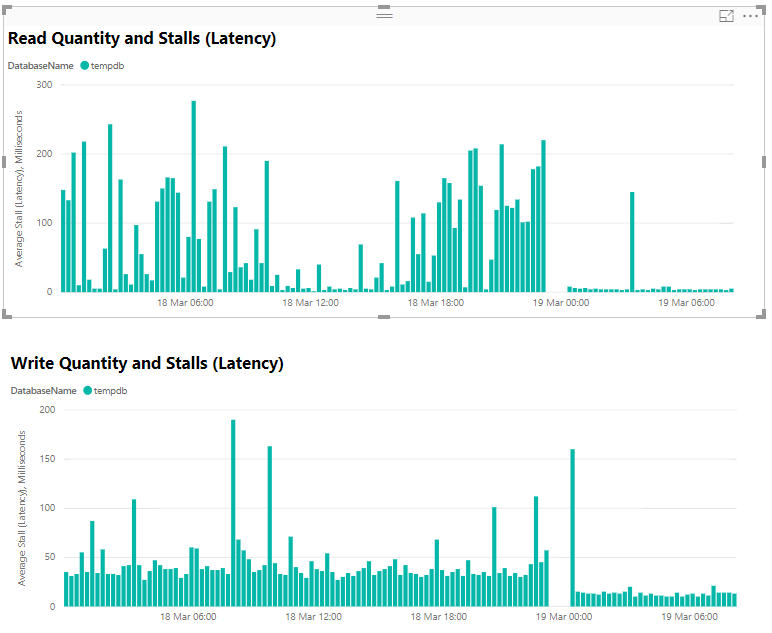 Read Quantity and Stalls (Latency)
DatabaseName tempdb
300
200
100
0
Average Stall (Latency), Milliseconds
18 Mar 06:00 18 Mar 12:00 18 Mar 18:00 19 Mar 00:00 19 Mar 06:00
Write Quantity and Stalls (Latency)
DatabaseName tempdb
200
150
100
50
0
Average Stall (Latency), Milliseconds
18 Mar 06:00 18 Mar 12:00 18 Mar 18:00 19 Mar 00:00 19 Mar 06:00